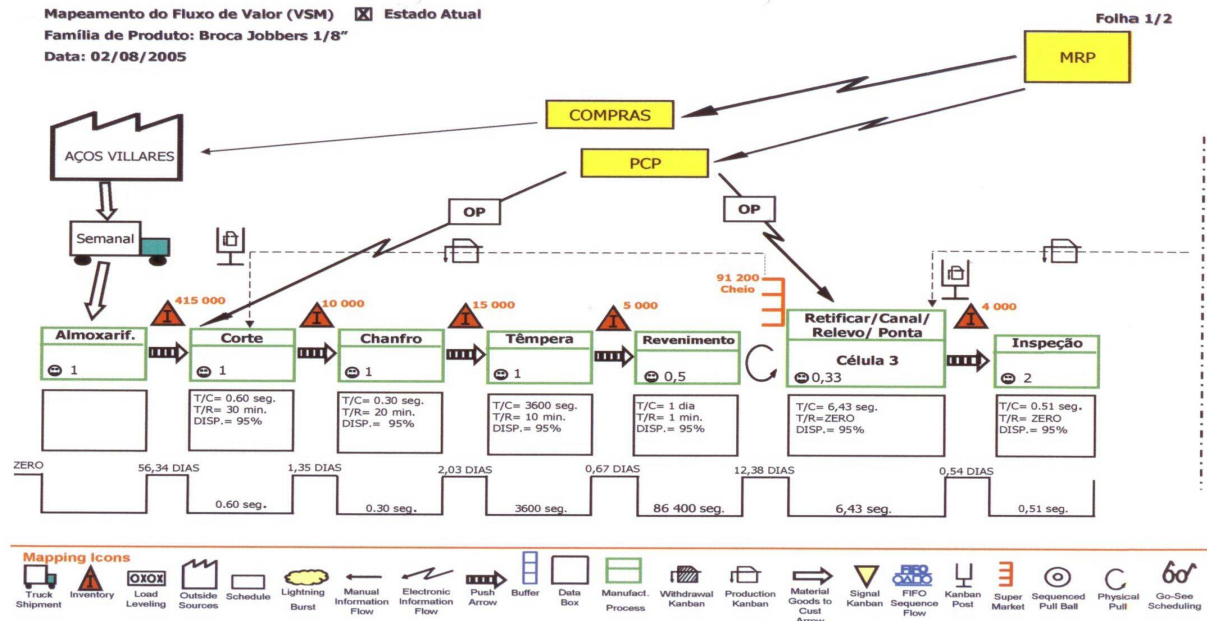 Mapeamento do Fluxo de Valor (VSM) X Estado Atual
Folha 1/2
Família de Produto: Broca Jobbers 1/8”
Data: 02/08/2005
MRP
COMPRAS
AÇOS VILLARES
PCP
OP
OP
Semanal
91 200
Cheio
415 000
10 000
15 000
5 000
4 000
Almoxarif.
1
Corte
1
Chanfro
1
Têmpera
1
Revenimento
0,5
Retificar/Canal/
Relevo/ Ponta
Célula 3
0,33
Inspeção
2
T/C= 0.60 seg.
T/R= 30 min.
DISP.= 95%
T/C= 0.30 seg.
T/R= 20 min.
DISP.= 95%
T/C= 3600 seg.
T/R= 10 min.
DISP.= 95%
T/C= 1 dia
T/R= 1 min.
DISP.= 95%
T/C= 6,43 seg.
T/R=ZERO
DISP.= 95%
T/C= 0.51 seg.
T/R= ZERO
DISP.= 95%
ZERO
56,34 DIAS
1,35 DIAS
2,03 DIAS
0,67 DIAS
12,38 DIAS
0,54 DIAS
0.60 seg.
0.30 seg.
3600 seg.
86 400 seg.
6,43 seg.
0,51 seg.
Mapping Icons
Truck
Shipment
Inventory
OXOX
Load
Leveling
Outside
Sources
Schedule
Lightning
Burst
Manual
Information
Flow
Electronic
Information
Flow
Push
Arrow
Buffer
Data
Box
Manufact.
Process
Withdrawal
Kanban
Production
Kanban
Material
Goods to
Cust
Arrow
Signal
Kanban
FIFO
Sequence
Flow
Kanban
Post
Super
Market
Sequenced
Pull Ball
Physical
Pull
Go-See
Scheduling